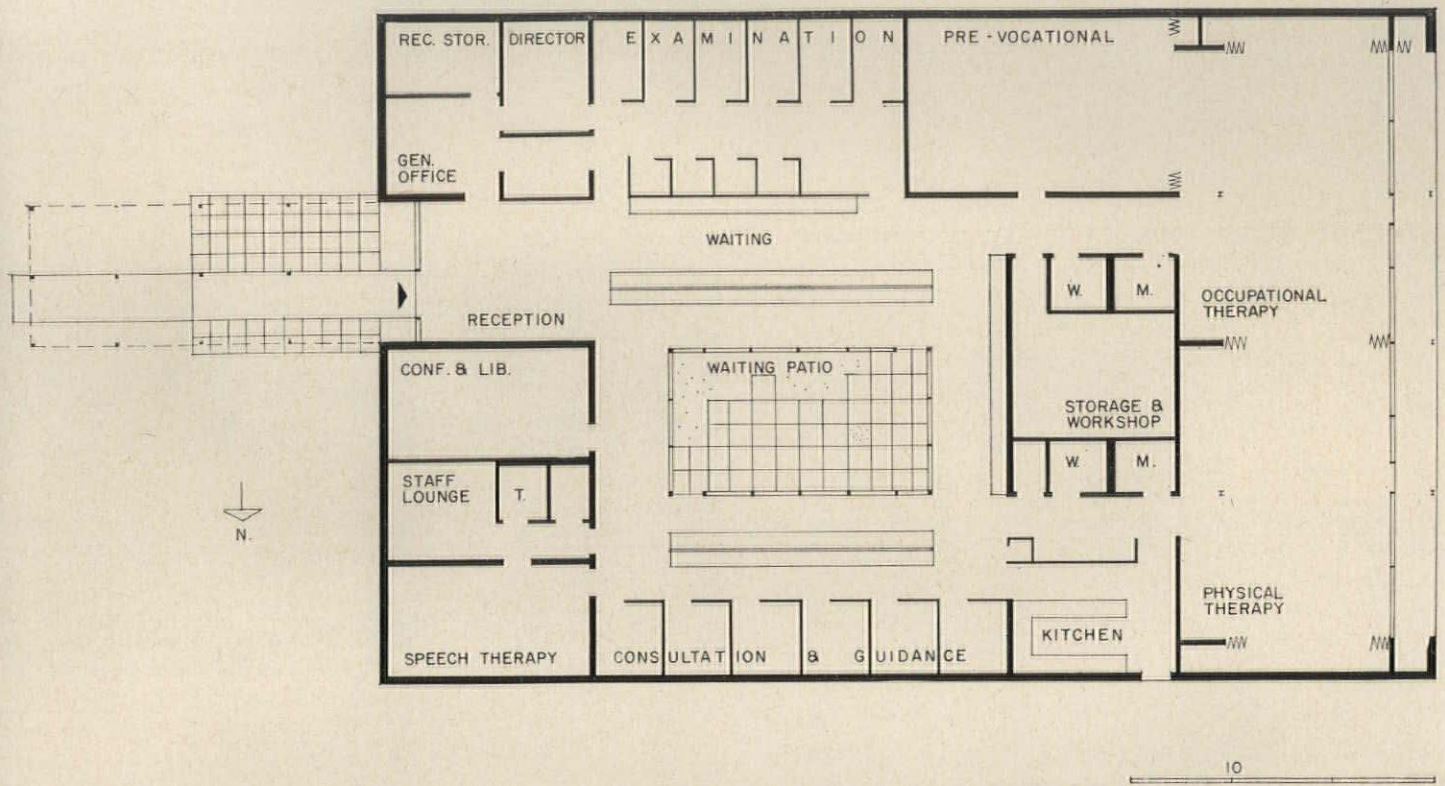 REC. STOR.
DIRECTOR
EXAMINATION
PRE-VOCATIONAL
GEN.
OFFICE
WAITING
W.
M.
OCCUPATIONAL
THERAPY
RECEPTION
CONF. & LIB.
WAITING PATIO
STORAGE &
WORKSHOP
W.
M.
STAFF
LOUNGE
T.
N.
PHYSICAL
THERAPY
KITCHEN
SPEECH THERAPY
CONSULTATION & GUIDANCE
10